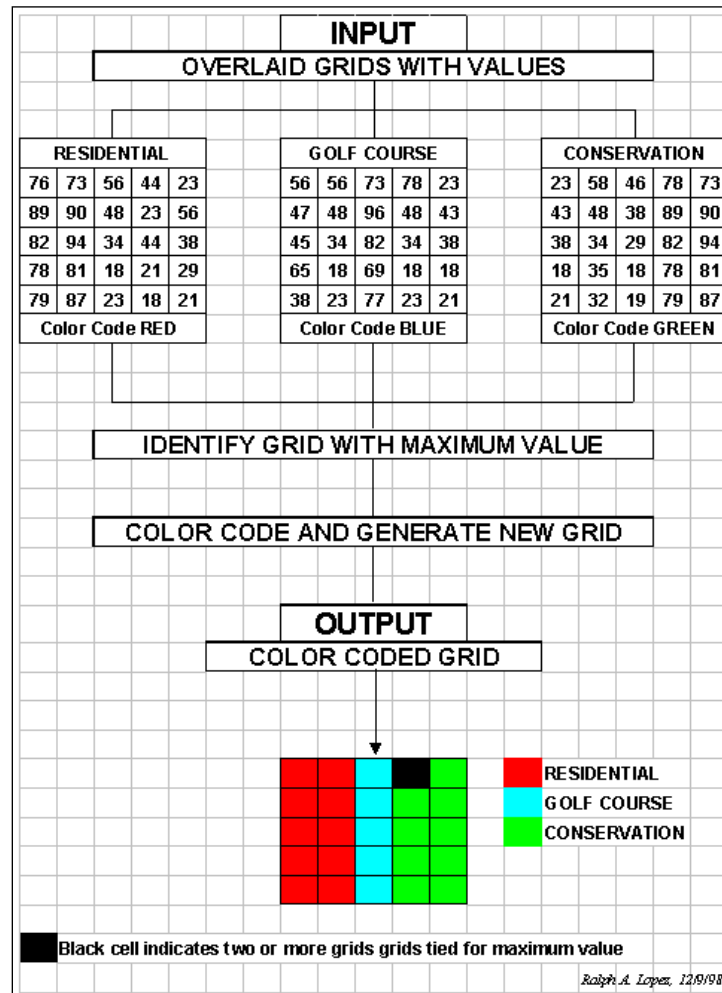 INPUT
OVERLAID GRIDS WITH VALUES
RESIDENTIAL
76 73 56 44 23
89 90 48 23 56
82 94 34 44 38
78 81 18 21 29
79 87 23 18 21
Color Code RED
GOLF COURSE
56 56 73 78 23
47 48 96 48 43
45 34 82 34 38
65 18 69 18 18
38 23 77 23 21
Color Code BLUE
CONSERVATION
23 58 46 78 73
43 48 38 89 90
38 34 29 82 94
18 35 18 78 81
21 32 19 79 87
Color Code GREEN
IDENTIFY GRID WITH MAXIMUM VALUE
COLOR CODE AND GENERATE NEW GRID
OUTPUT
COLOR CODED GRID
RESIDENTIAL
GOLF COURSE
CONSERVATION
Black cell indicates two or more grids grids tied for maximum value
Ralph A. Lopez, 12/9/98